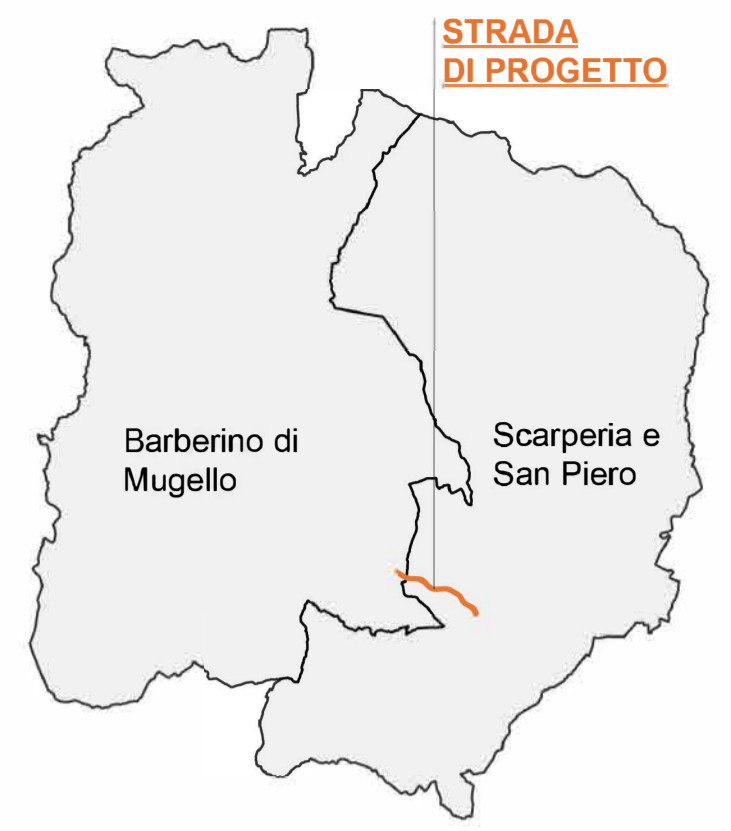 STRADA
DI PROGETTO
Barberino di
Mugello
Scarperia e
San Piero